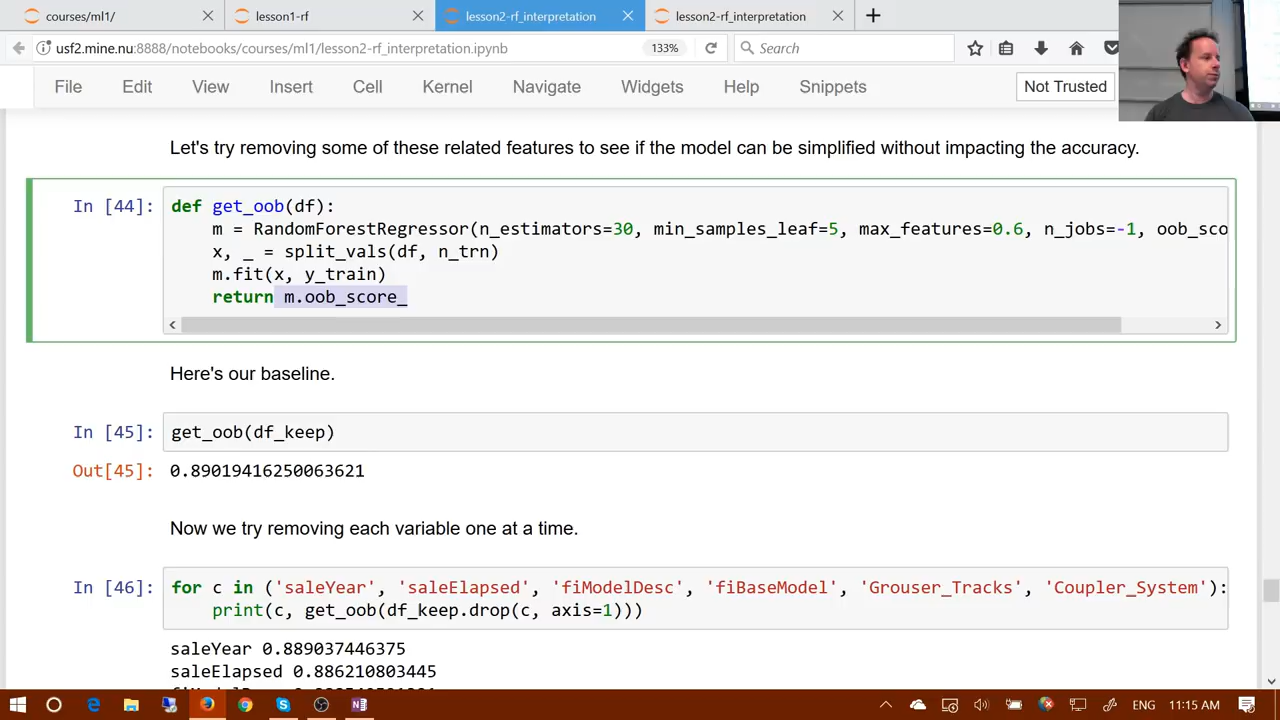 courses/ml1/
lesson1-rf
lesson2-rf_interpretation
lesson2-rf_interpretation
usf2.mine.nu:8888/notebooks/courses/ml1/lesson2-rf_interpretation.ipynb
133%
Search
File Edit View Insert Cell Kernel Navigate Widgets Help Snippets
Not Trusted
Let's try removing some of these related features to see if the model can be simplified without impacting the accuracy.
In [44]: def get_oob(df):
m = RandomForestRegressor(n_estimators=30, min_samples_leaf=5, max_features=0.6, n_jobs=-1, oob_sco
x, _ = split_vals(df, n_trn)
m.fit(x, y_train)
return m.oob_score_
Here's our baseline.
In [45]: get_oob(df_keep)
Out[45]: 0.89019416250063621
Now we try removing each variable one at a time.
In [46]: for c in ('saleYear', 'saleElapsed', 'fiModelDesc', 'fiBaseModel', 'Grouser_Tracks', 'Coupler_System'):
print(c, get_oob(df_keep.drop(c, axis=1)))
saleYear 0.889037446375
saleElapsed 0.886210803445
ENG 11:15 AM